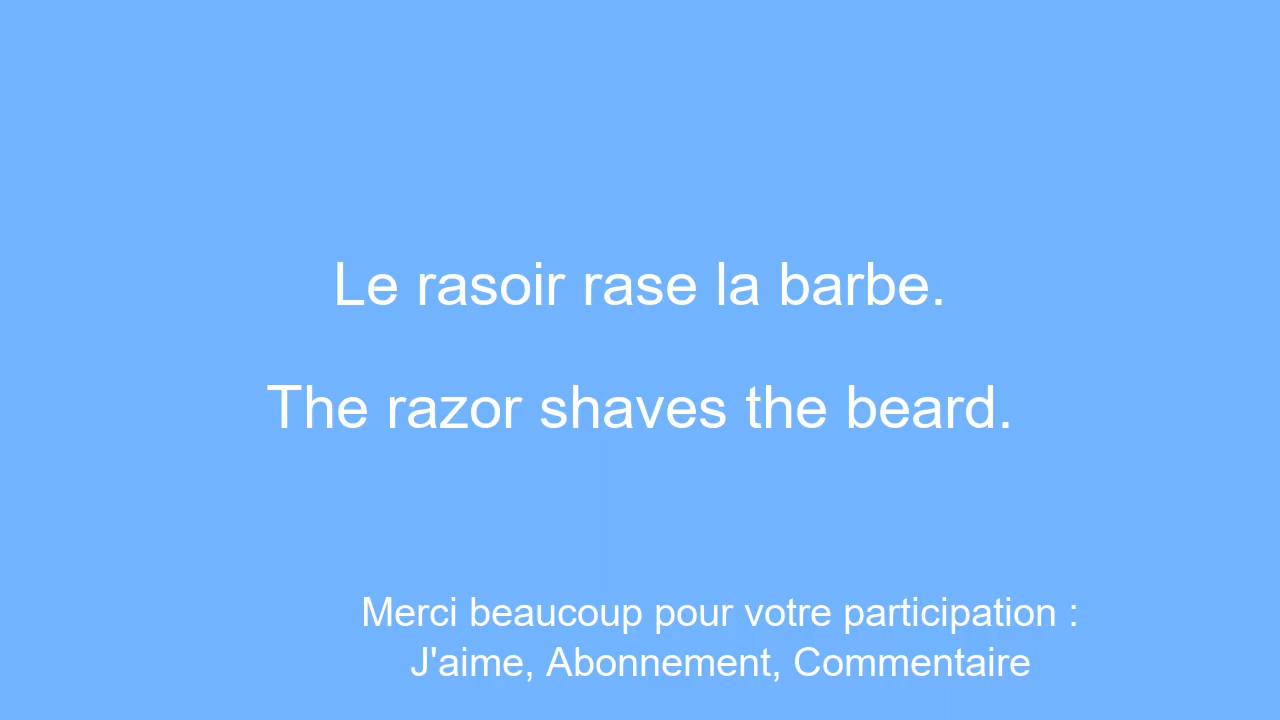 Le rasoir rase la barbe.
The razor shaves the beard.
Merci beaucoup pour votre participation :
J'aime, Abonnement, Commentaire